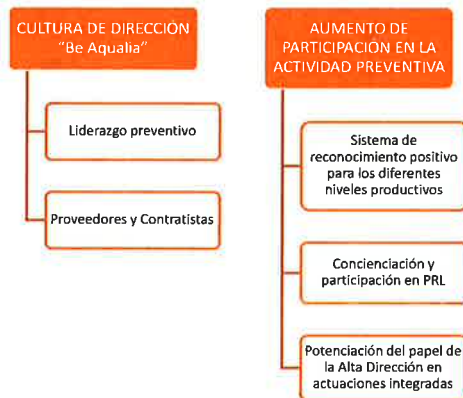 CULTURA DE DIRECCIÓN
"Be Aqualia"
Liderazgo preventivo
Proveedores y Contratistas
AUMENTO DE
PARTICIPACIÓN EN LA
ACTIVIDAD PREVENTIVA
Sistema de
reconocimiento positivo
para los diferentes
niveles productivos
Concienciación y
participación en PRL
Potenciación del papel de
la Alta Dirección en
actuaciones integradas